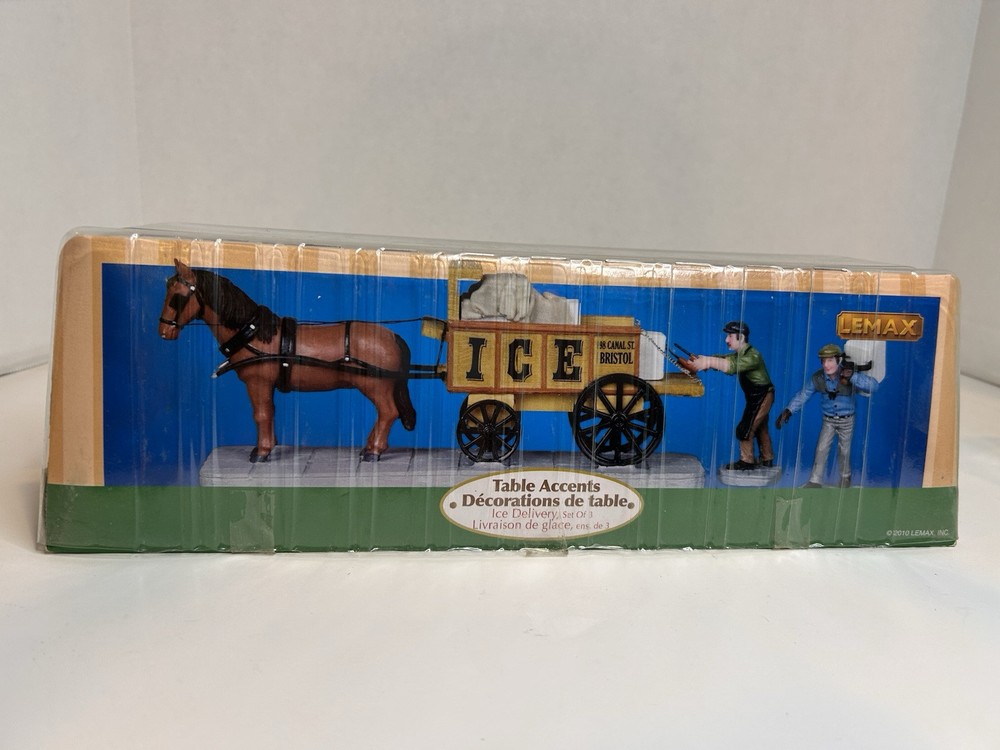 LEMAX
ICE
98 CANAL ST.
BRISTOL
Table Accents
Décorations de table
Ice Delivery, Set Of 3
Livraison de glace, ens. de 3
© 2010 LEMAX, INC.